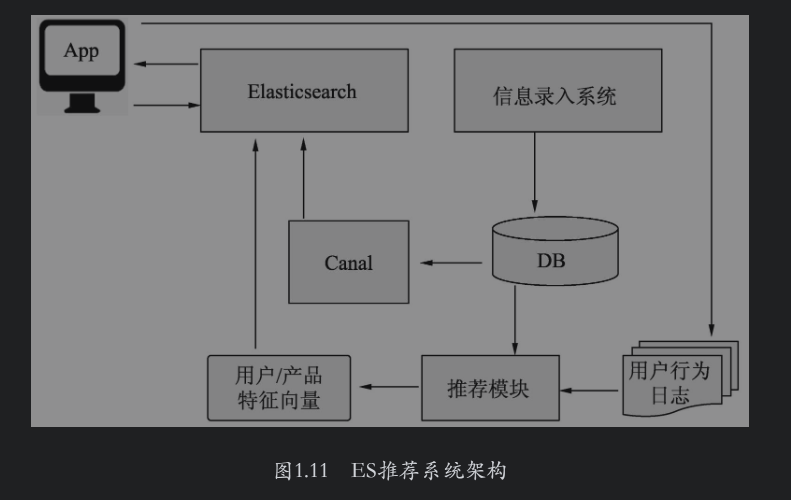 App
Elasticsearch
信息录入系统
Canal
DB
用户/产品
特征向量
推荐模块
用户行为
日志
图1.11 ES推荐系统架构